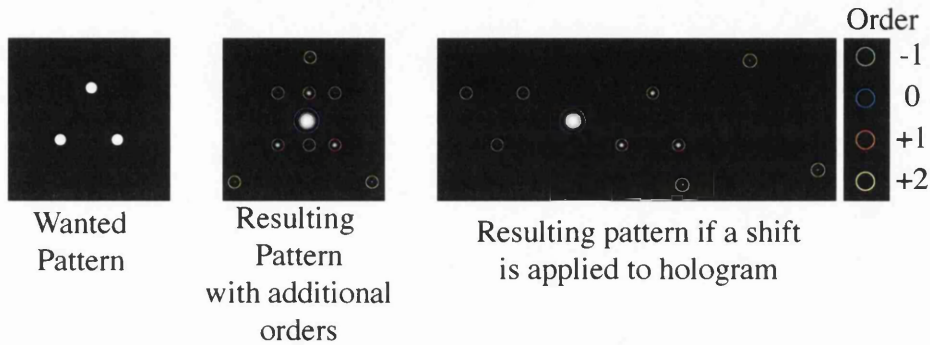 Order
-1
0
+1
+2
Wanted
Pattern
Resulting
Pattern
with additional
orders
Resulting pattern if a shift
is applied to hologram